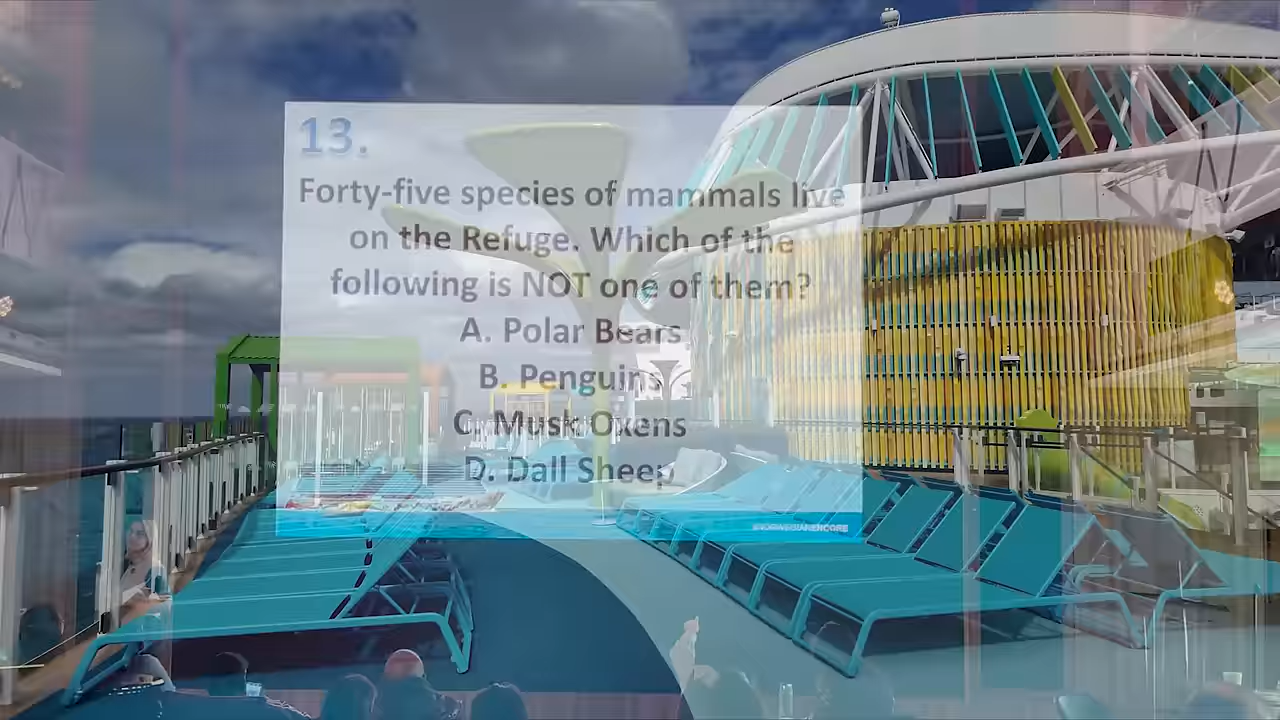 13.
Forty-five species of mammals live
on the Refuge. Which of the
following is NOT one of them?
A. Polar Bears
B. Penguins
C. Musk Oxens
D. Dall Sheep
#NORWEGIANENCORE